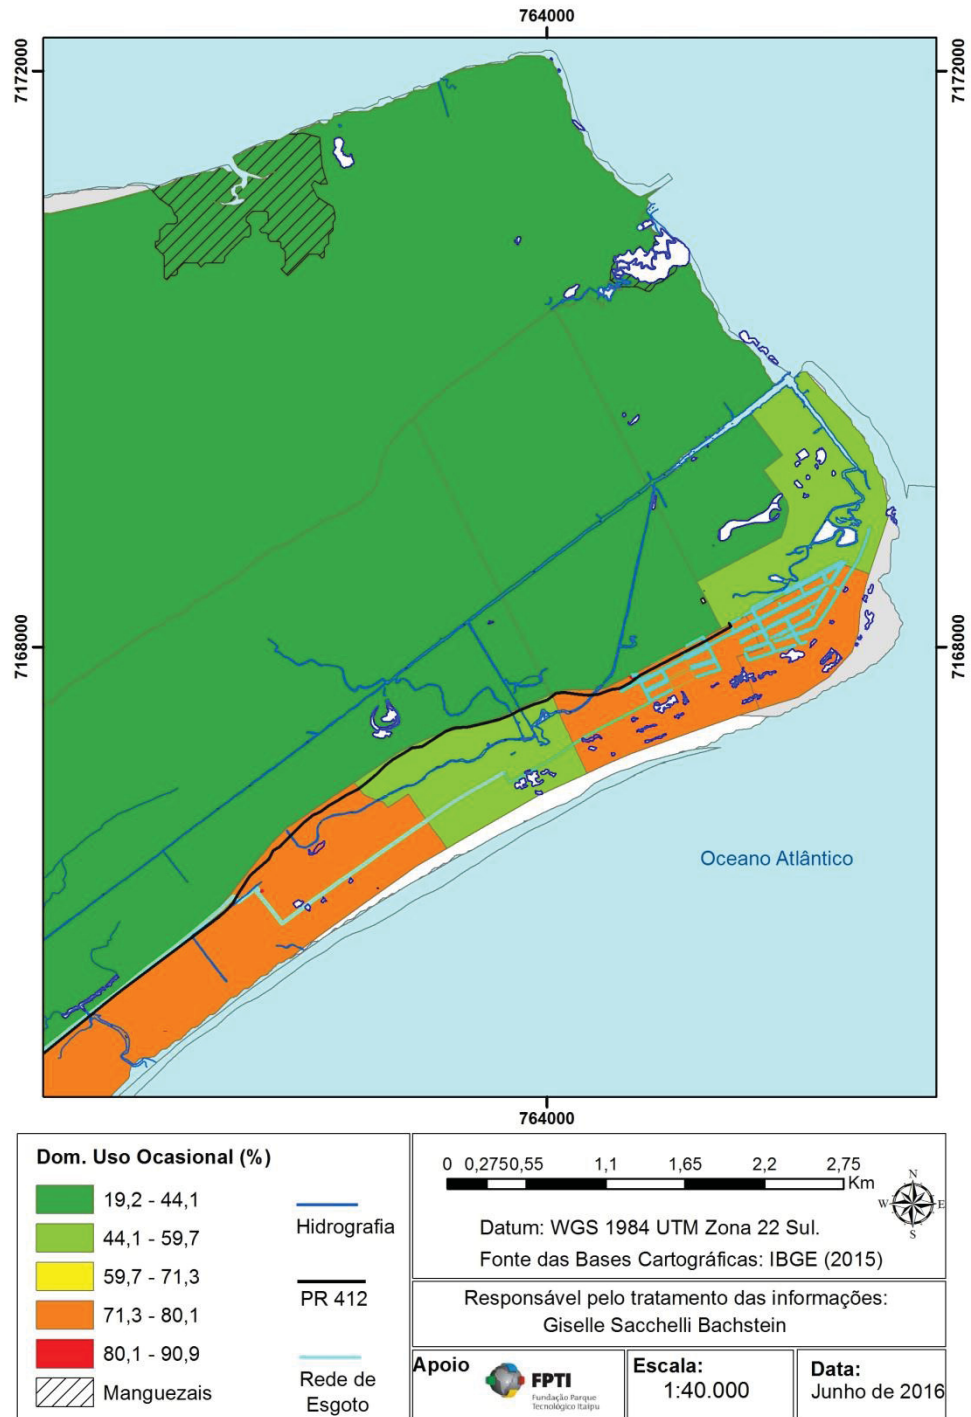 764000
7172000
7172000
7168000
7168000
Oceano Atlântico
764000
Dom. Uso Ocasional (%)
19,2 - 44,1
44,1 - 59,7
59,7 - 71,3
71,3 - 80,1
80,1 - 90,9
Manguezais
Hidrografia
PR 412
Rede de
Esgoto
0 0,275 0,55 1,1 1,65 2,2 2,75
Km
N
W E
S
Datum: WGS 1984 UTM Zona 22 Sul.
Fonte das Bases Cartográficas: IBGE (2015)
Responsável pelo tratamento das informações:
Giselle Sacchelli Bachstein
Apoio
FPTI
Fundação Parque
Tecnológico Itaipu
Escala:
1:40.000
Data:
Junho de 2016